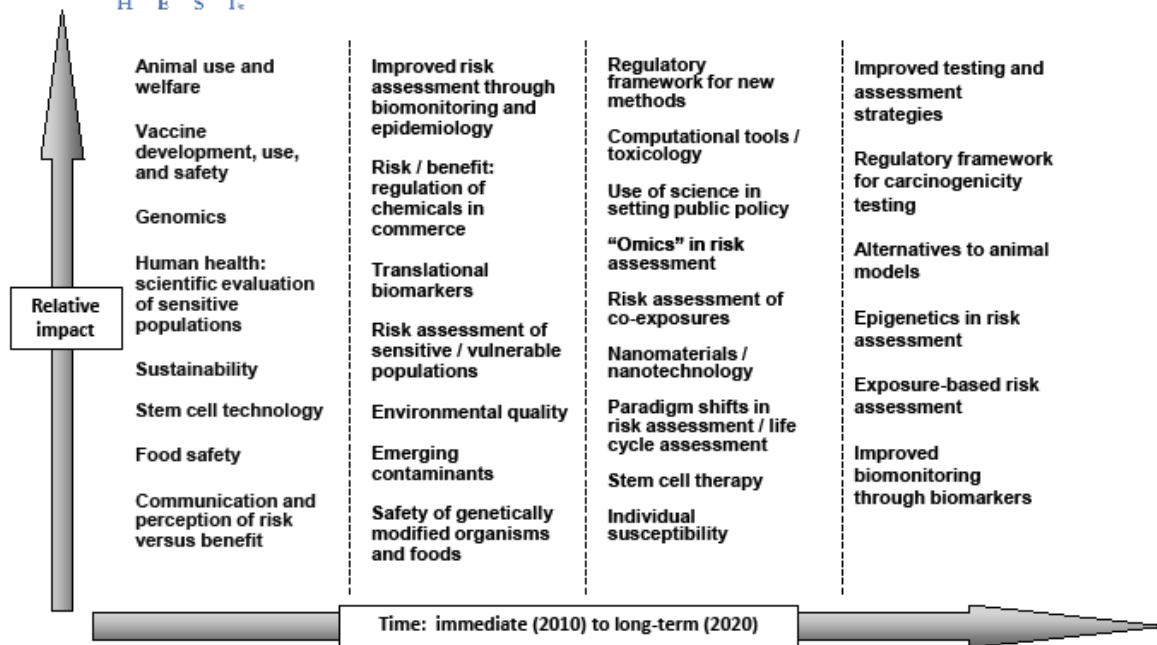 H E S I
Animal use and
welfare
Vaccine
development, use,
and safety
Genomics
Human health:
scientific evaluation
of sensitive
populations
Sustainability
Stem cell technology
Food safety
Communication and
perception of risk
versus benefit
Improved risk
assessment through
biomonitoring and
epidemiology
Risk / benefit:
regulation of
chemicals in
commerce
Translational
biomarkers
Risk assessment of
sensitive / vulnerable
populations
Environmental quality
Emerging
contaminants
Safety of genetically
modified organisms
and foods
Regulatory
framework for new
methods
Computational tools /
toxicology
Use of science in
setting public policy
“Omics” in risk
assessment
Risk assessment of
co-exposures
Nanomaterials /
nanotechnology
Paradigm shifts in
risk assessment / life
cycle assessment
Stem cell therapy
Individual
susceptibility
Improved testing and
assessment
strategies
Regulatory framework
for carcinogenicity
testing
Alternatives to animal
models
Epigenetics in risk
assessment
Exposure-based risk
assessment
Improved
biomonitoring
through biomarkers
Relative
impact
Time: immediate (2010) to long-term (2020)